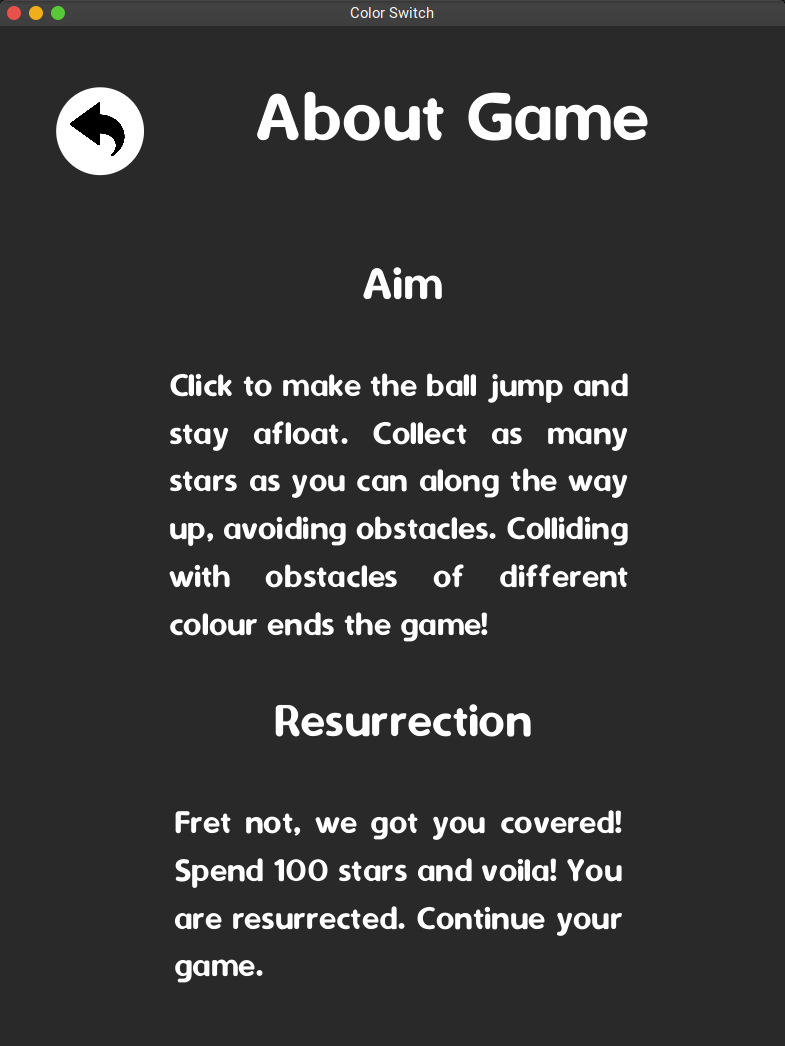 Color Switch
About Game
Aim
Click to make the ball jump and
stay afloat. Collect as many
stars as you can along the way
up, avoiding obstacles. Colliding
with obstacles of different
colour ends the game!
Resurrection
Fret not, we got you covered!
Spend 100 stars and voila! You
are resurrected. Continue your
game.